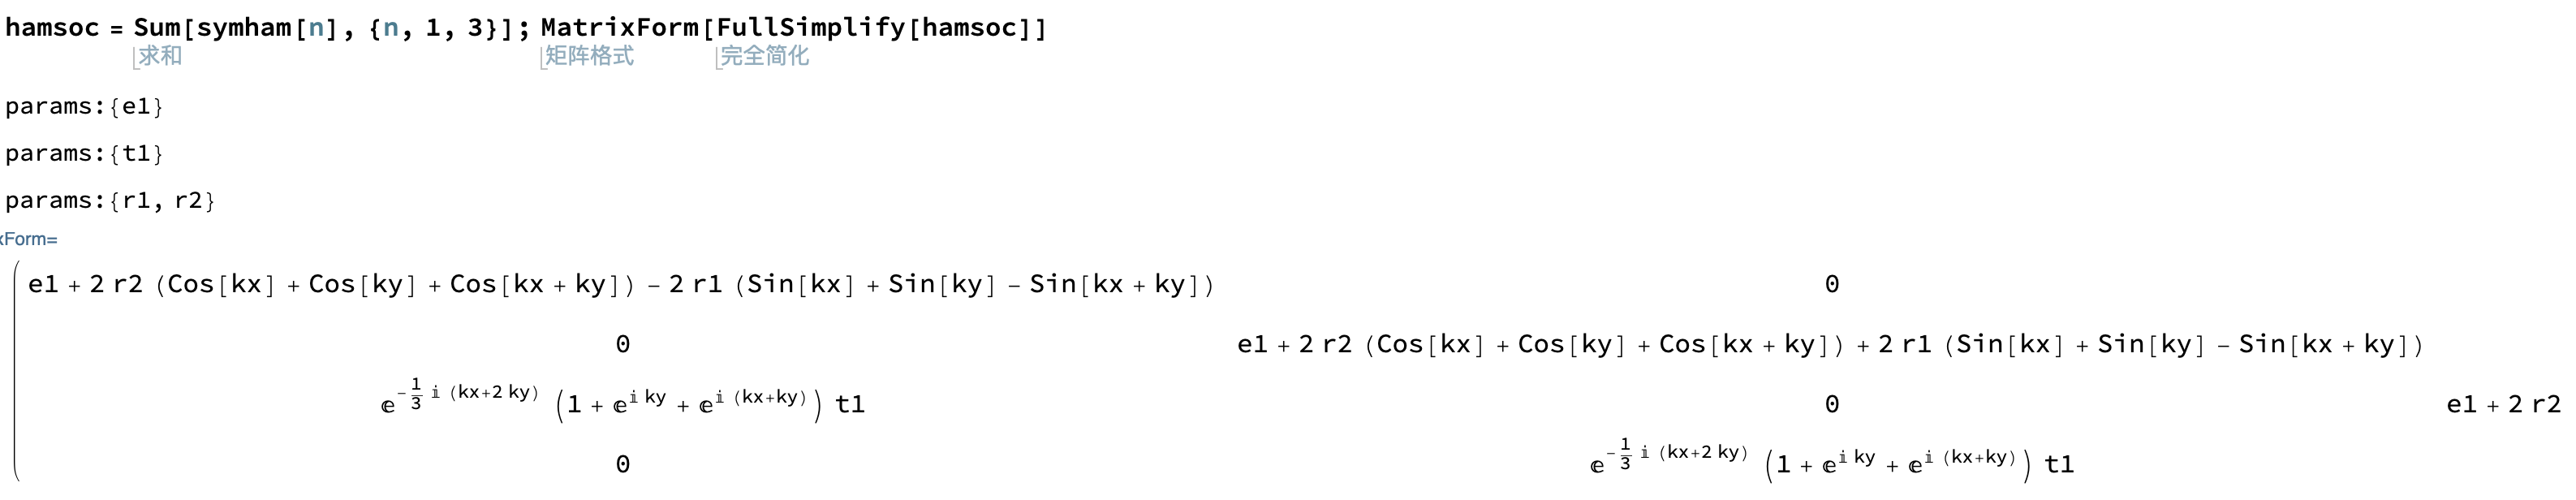 hamsoc = Sum[symham[n], {n, 1, 3}]; MatrixForm[FullSimplify[hamsoc]]
求和 矩阵格式 完全简化
params:{e1}
params:{t1}
params:{r1, r2}
xForm=
e1 + 2 r2 (Cos[kx] + Cos[ky] + Cos[kx + ky]) - 2 r1 (Sin[kx] + Sin[ky] - Sin[kx + ky]) 0
0 e1 + 2 r2 (Cos[kx] + Cos[ky] + Cos[kx + ky]) + 2 r1 (Sin[kx] + Sin[ky] - Sin[kx + ky])
ⅇ^(-1/3 ⅈ (kx+2 ky)) (1 + ⅇ^(ⅈ ky) + ⅇ^(ⅈ (kx+ky))) t1 0 e1 + 2 r2
0 ⅇ^(-1/3 ⅈ (kx+2 ky)) (1 + ⅇ^(ⅈ ky) + ⅇ^(ⅈ (kx+ky))) t1